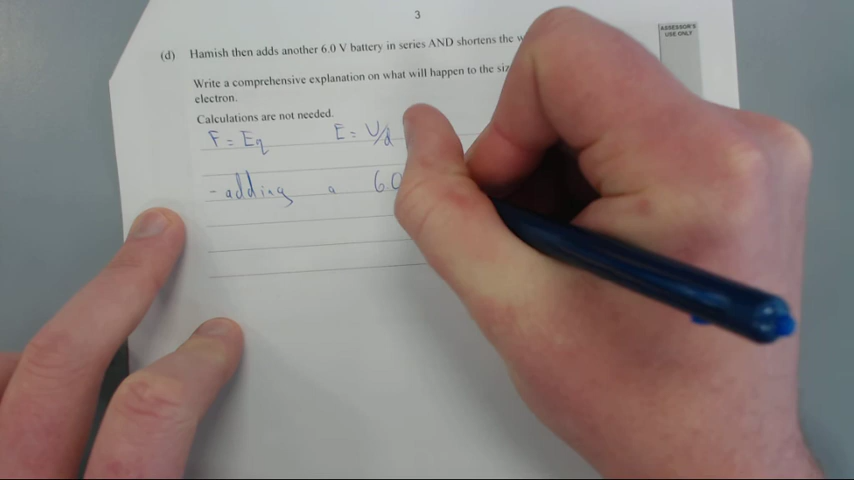 3
ASSESSOR'S
USE ONLY
(d) Hamish then adds another 6.0 V battery in series AND shortens the
Write a comprehensive explanation on what will happen to the
electron.
Calculations are not needed.
F = Eq E = V/d
- adding a 6.0